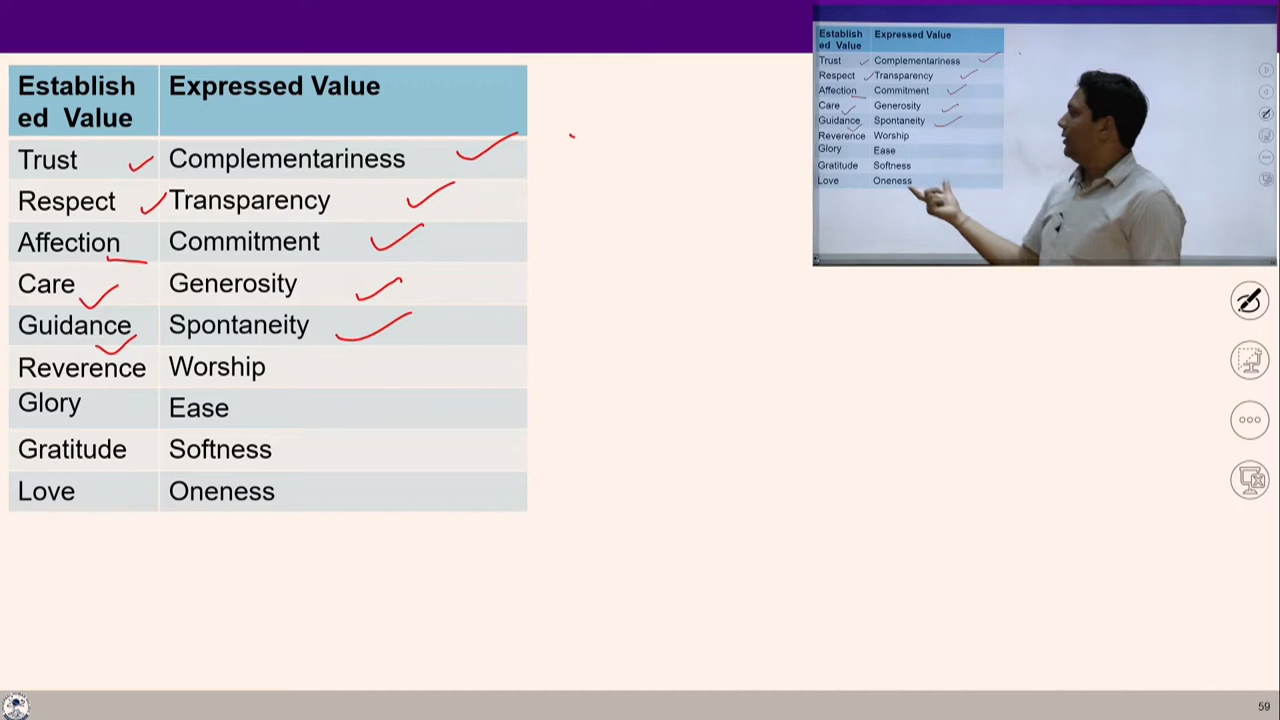 Establish
ed Value
Expressed Value
Trust
Complementariness
Respect
Transparency
Affection
Commitment
Care
Generosity
Guidance
Spontaneity
Reverence
Worship
Glory
Ease
Gratitude
Softness
Love
Oneness
Establish
ed Value
Expressed Value
Trust
Complementariness
Respect
Transparency
Affection
Commitment
Care
Generosity
Guidance
Spontaneity
Reverence
Worship
Glory
Ease
Gratitude
Softness
Love
Oneness
59